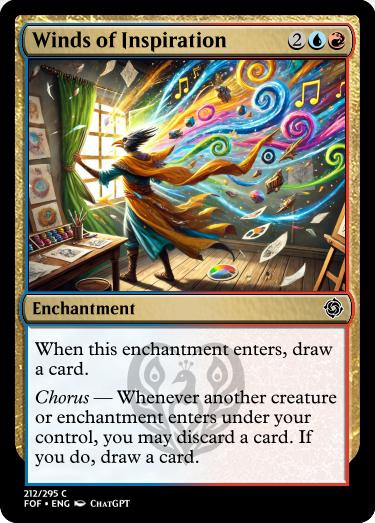 Winds of Inspiration 2
Enchantment
When this enchantment enters, draw
a card.
Chorus — Whenever another creature
or enchantment enters under your
control, you may discard a card. If
you do, draw a card.
212/295 C
FOF • ENG ChatGPT